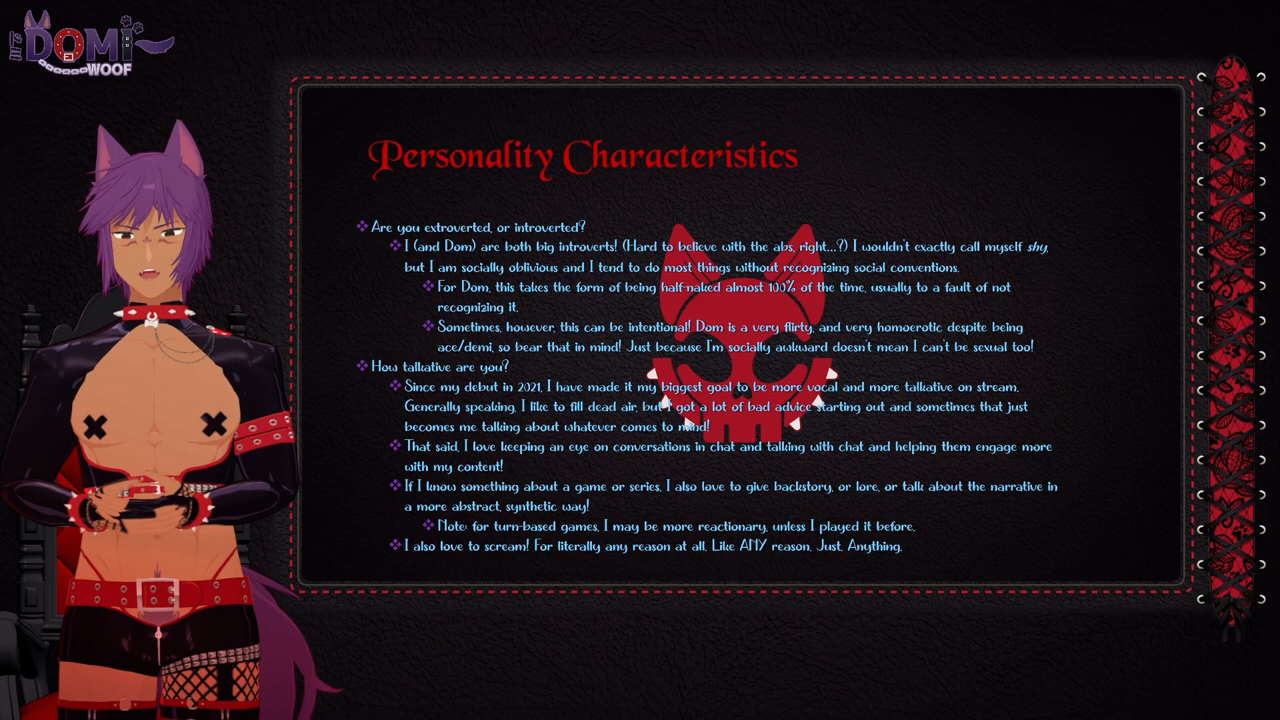 MR. DOMI
WOOF
Personality Characteristics
Are you extroverted, or introverted?
I (and Dom) are both big introverts! (Hard to believe with the abs, right...?) I wouldn't exactly call myself shy,
but I am socially oblivious and I tend to do most things without recognizing social conventions.
For Dom, this takes the form of being half-naked almost 100% of the time, usually to a fault of not
recognizing it.
Sometimes, however, this can be intentional! Dom is a very flirty, and very homoerotic despite being
ace/demi, so bear that in mind! Just because I'm socially awkward doesn't mean I can't be sexual too!
How talkative are you?
Since my debut in 2021, I have made it my biggest goal to be more vocal and more talkative on stream.
Generally speaking, I like to fill dead air, but I got a lot of bad advice starting out and sometimes that just
becomes me talking about whatever comes to mind!
That said, I love keeping an eye on conversations in chat and talking with chat and helping them engage more
with my content!
If I know something about a game or series, I also love to give backstory, or lore, or talk about the narrative in
a more abstract, synthetic way!
Note: for turn-based games, I may be more reactionary, unless I played it before.
I also love to scream! For literally any reason at all. Like ANY reason. Just. Anything.